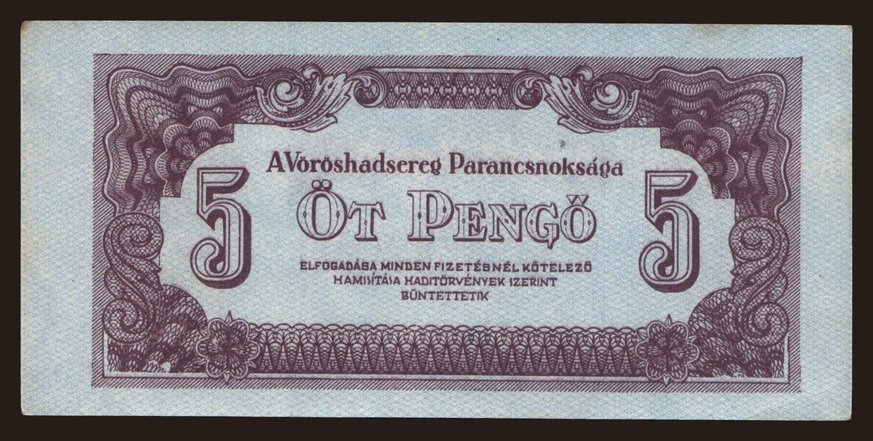 A Vöröshadsereg Parancsnoksága
5 ÖT PENGŐ 5
ELFOGADÁSA MINDEN FIZETÉSNÉL KÖTELEZŐ
HAMISÍTÁSA HADITÖRVÉNYEK SZERINT
BÜNTETTETIK